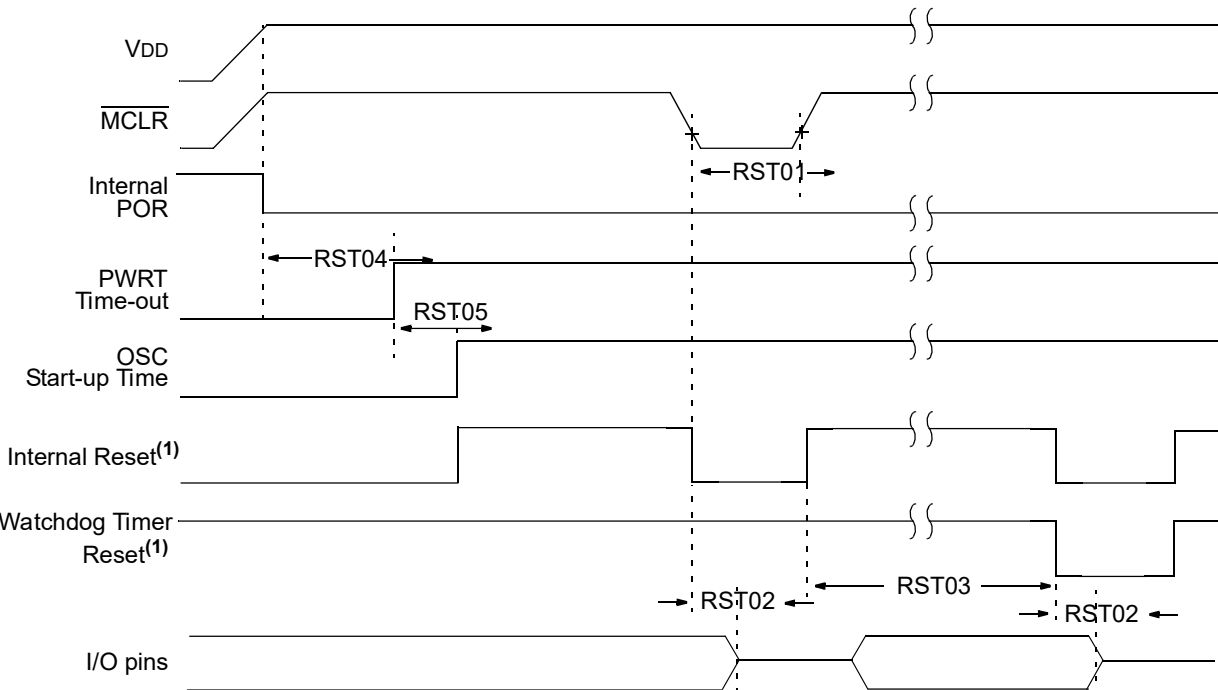 VDD
MCLR
RST01
Internal
POR
RST04
PWRT
Time-out
RST05
OSC
Start-up Time
Internal Reset(1)
Watchdog Timer
Reset(1)
RST03
RST02
RST02
I/O pins